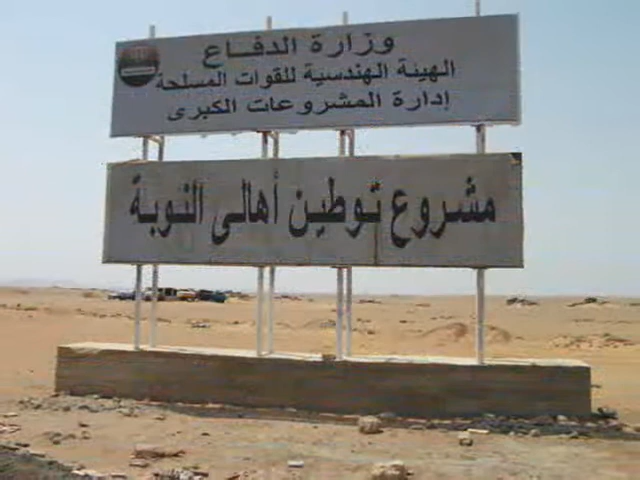 وزارة الدفاع
الهيئة الهندسية للقوات المسلحة
إدارة المشروعات الكبرى
مشروع توطين أهالى النوبة